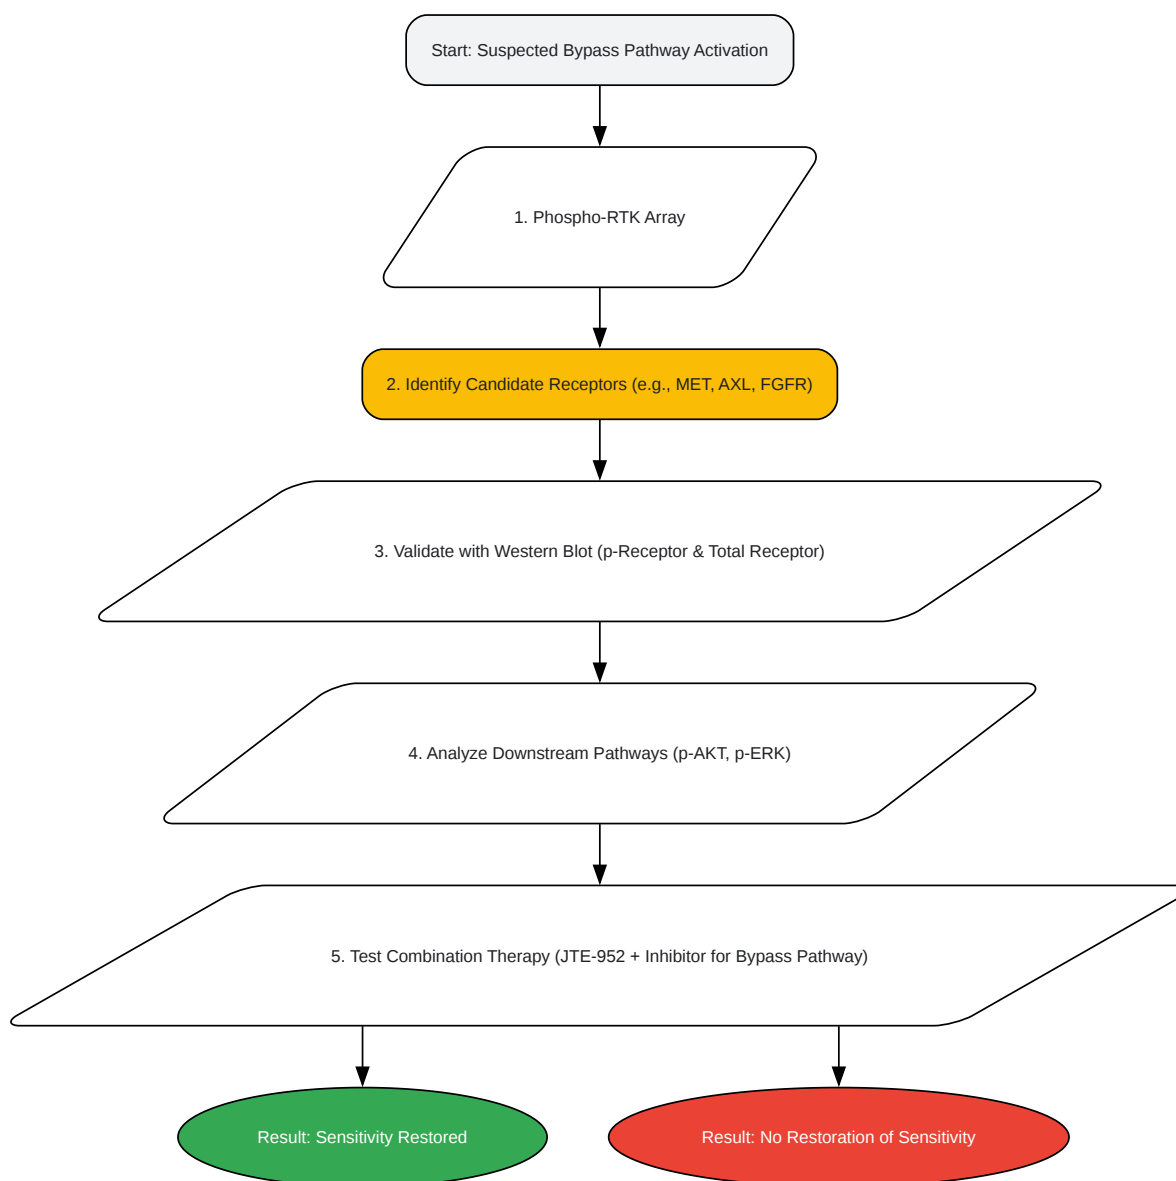 Start: Suspected Bypass Pathway Activation
1. Phospho-RTK Array
2. Identify Candidate Receptors (e.g., MET, AXL, FGFR)
3. Validate with Western Blot (p-Receptor & Total Receptor)
4. Analyze Downstream Pathways (p-AKT, p-ERK)
5. Test Combination Therapy (JTE-952 + Inhibitor for Bypass Pathway)
Result: Sensitivity Restored
Result: No Restoration of Sensitivity